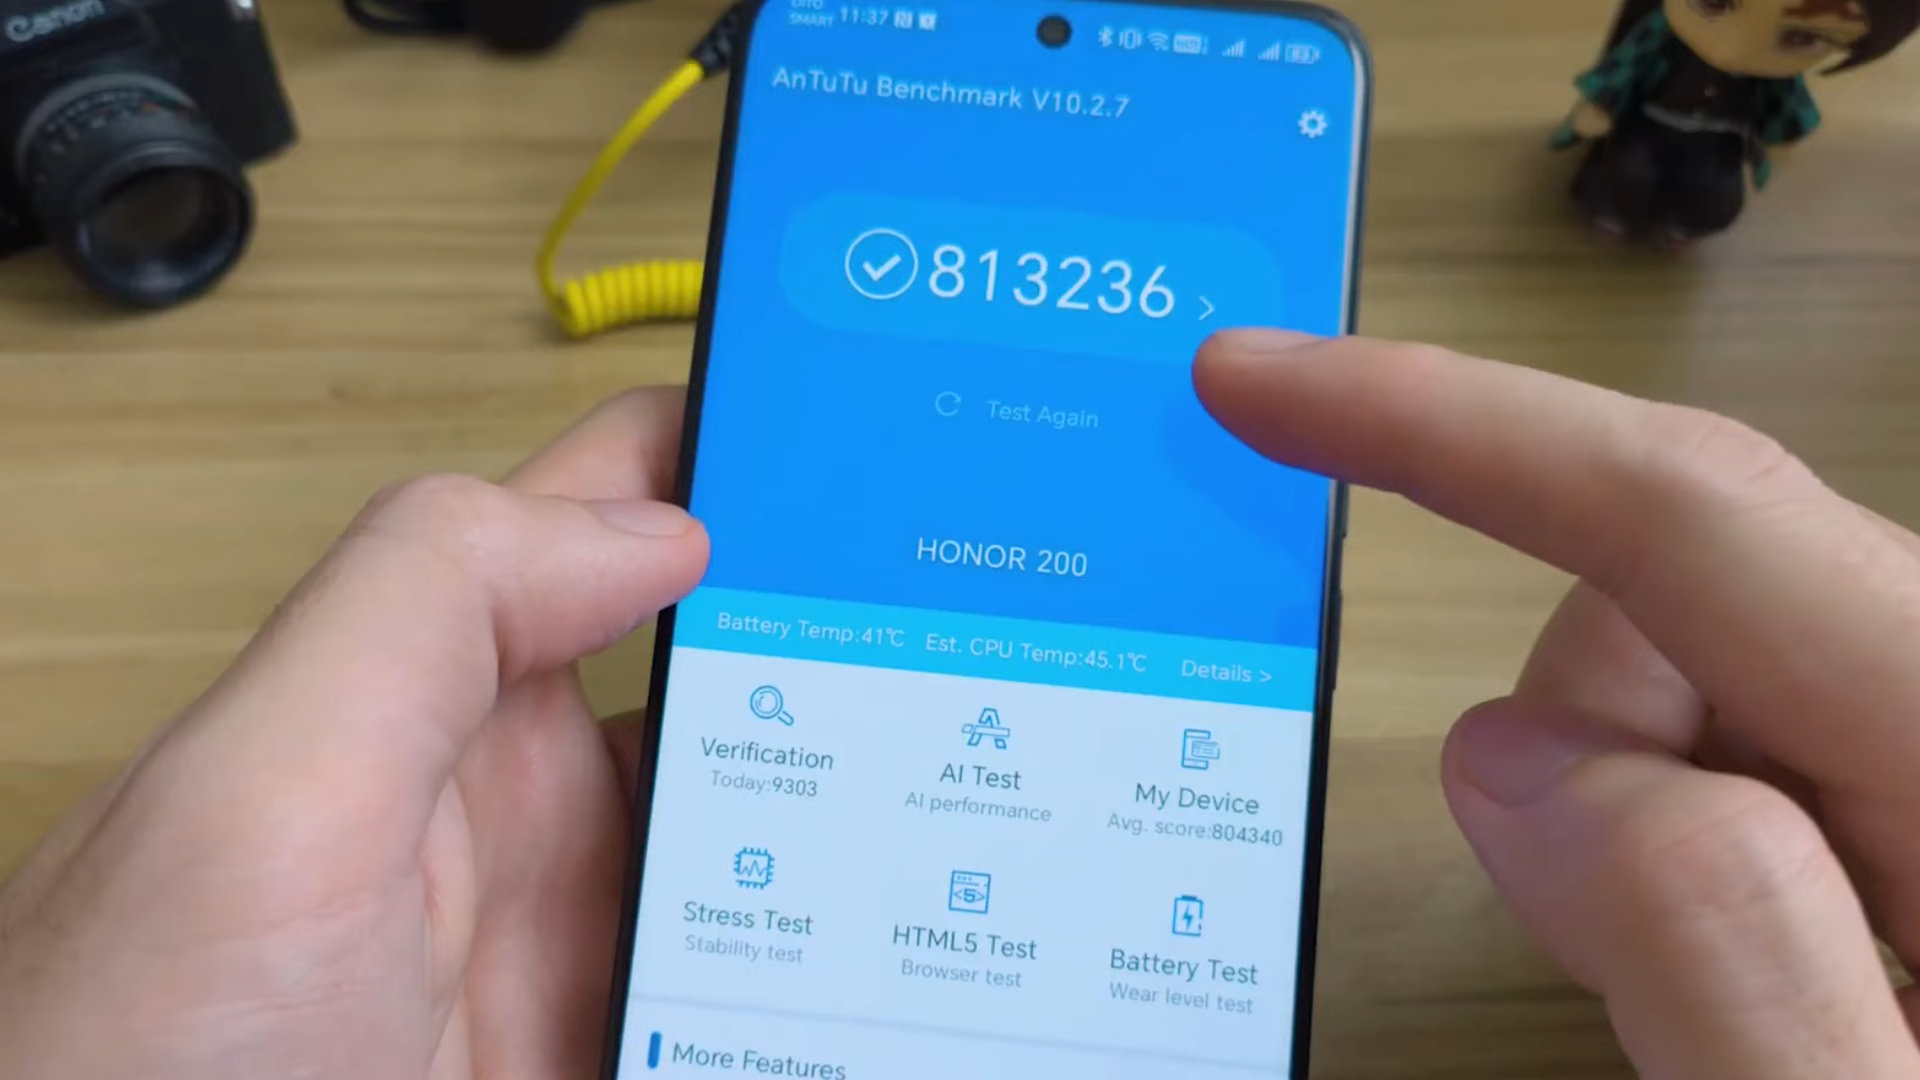 Canon
DITO
SMART 11:37
AnTuTu Benchmark V10.2.7
813236 >
Test Again
HONOR 200
Battery Temp:41℃ Est. CPU Temp:45.1℃ Details >
Verification
Today:9303
AI Test
AI performance
My Device
Avg. score:804340
Stress Test
Stability test
HTML5 Test
Browser test
Battery Test
Wear level test
More Features